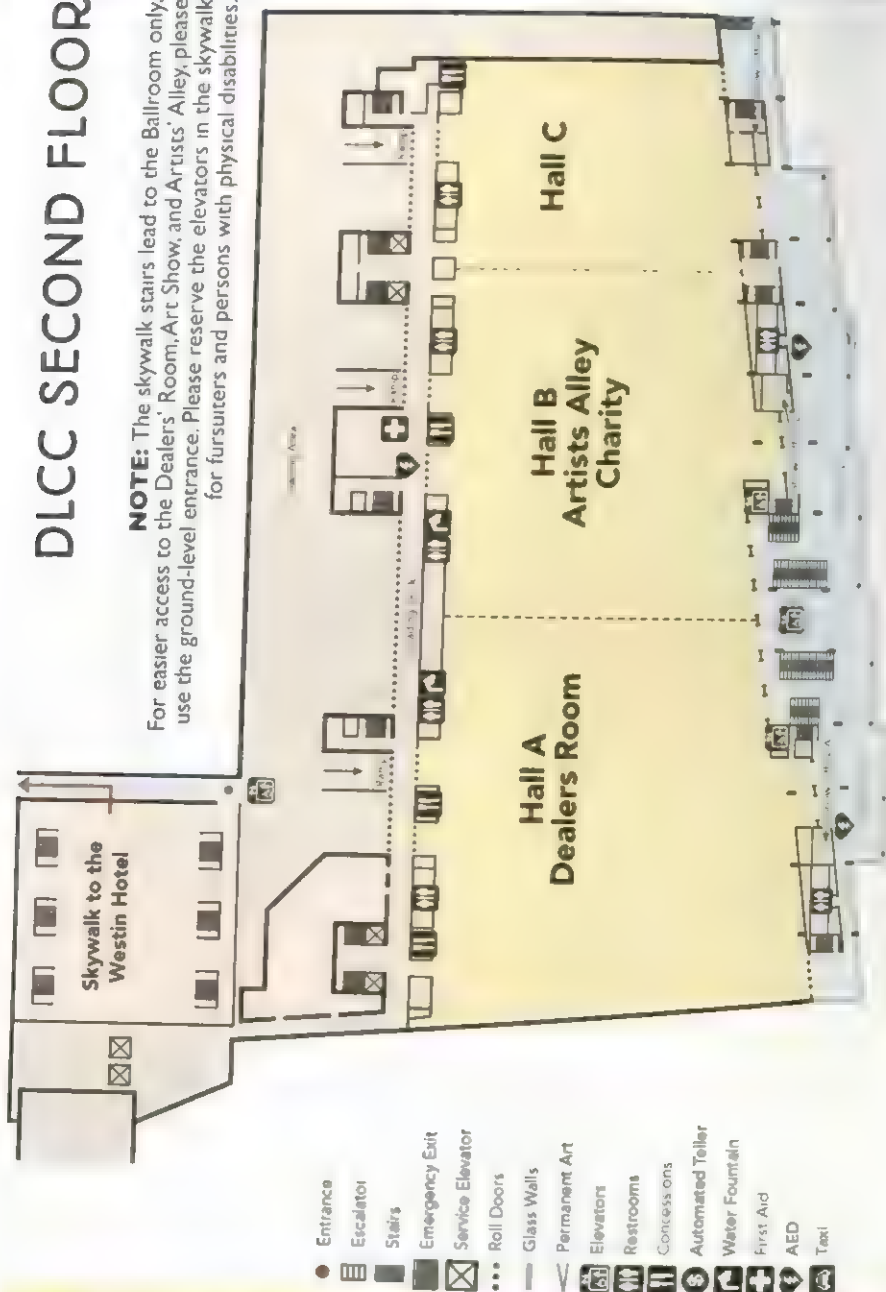 DLCC SECOND FLOOR
NOTE: The skywalk stairs lead to the Ballroom only.
For easier access to the Dealers' Room, Art Show, and Artists' Alley, please
use the ground-level entrance. Please reserve the elevators in the skywalk
for fursuiters and persons with physical disabilities.
Skywalk to the
Westin Hotel
Ramp
Ramp
Ramp
Hall A
Dealers Room
Hall B
Artists Alley
Charity
Hall C
Entrance
Escalator
Stairs
Emergency Exit
Service Elevator
Roll Doors
Glass Walls
Permanent Art
Elevators
Restrooms
Concessions
Automated Teller
Water Fountain
First Aid
AED
Taxi